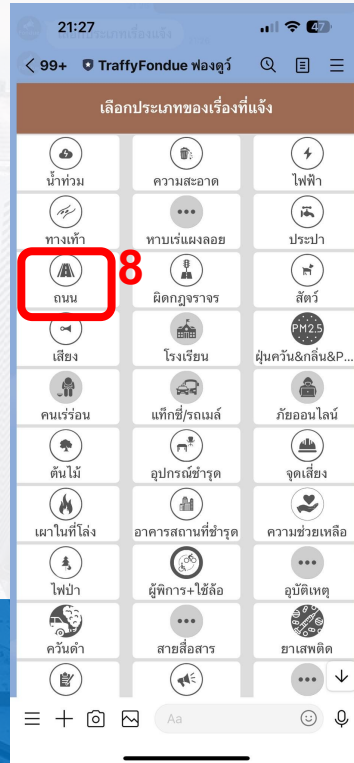 21:27
47
99+ TraffyFondue ฟองดูว์
เลือกประเภทของเรื่องที่แจ้ง
น้ำท่วม ความสะอาด ไฟฟ้า
ทางเท้า หาบเร่แผงลอย ประปา
8
ถนน ผิดกฎจราจร สัตว์
PM2.5
เสียง โรงเรียน ฝุ่นควัน&กลิ่น&P...
คนเร่ร่อน แท็กซี่/รถเมล์ ภัยออนไลน์
ต้นไม้ อุปกรณ์ชำรุด จุดเสี่ยง
เผาในที่โล่ง อาคารสถานที่ชำรุด ความช่วยเหลือ
ไฟป่า ผู้พิการ+ใช้ล้อ อุบัติเหตุ
ควันดำ สายสื่อสาร ยาเสพติด
Aa